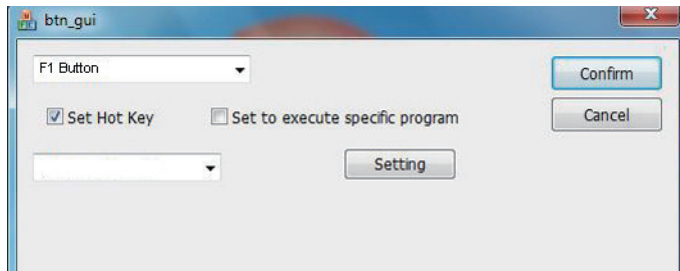 btn_gui
F1 Button
Confirm
Set Hot Key
Set to execute specific program
Cancel
Setting